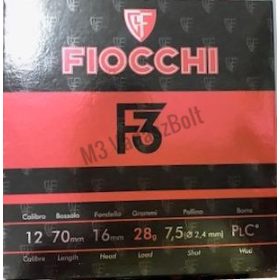 FIOCCHI
F3
M3 VadászBolt
Calibro Bossolo Fondello Grammi Pallino Borra
12 70mm 16mm 28g 7,5 (Ø 2,4 mm) PLC*
Calibre Length Head Load Shot Wad